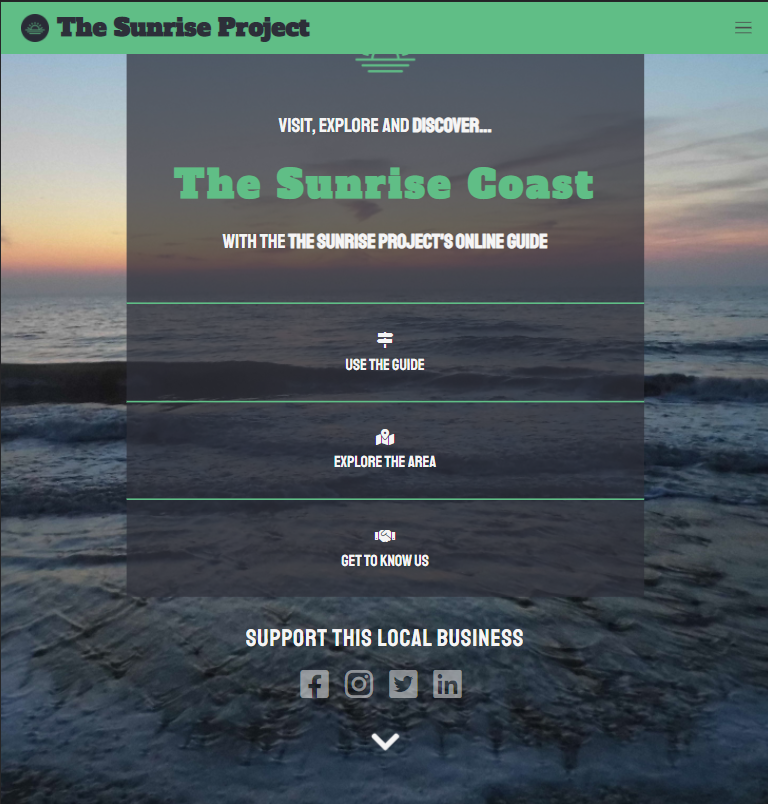 The Sunrise Project
VISIT, EXPLORE AND DISCOVER...
The Sunrise Coast
WITH THE THE SUNRISE PROJECT'S ONLINE GUIDE
USE THE GUIDE
EXPLORE THE AREA
GET TO KNOW US
SUPPORT THIS LOCAL BUSINESS